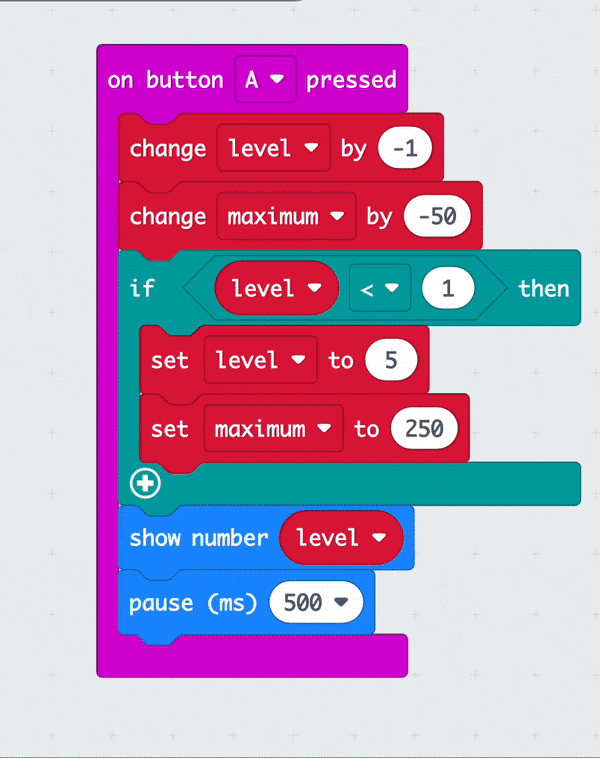 on button A pressed
change level by -1
change maximum by -50
if level < 1 then
set level to 5
set maximum to 250
show number level
pause (ms) 500